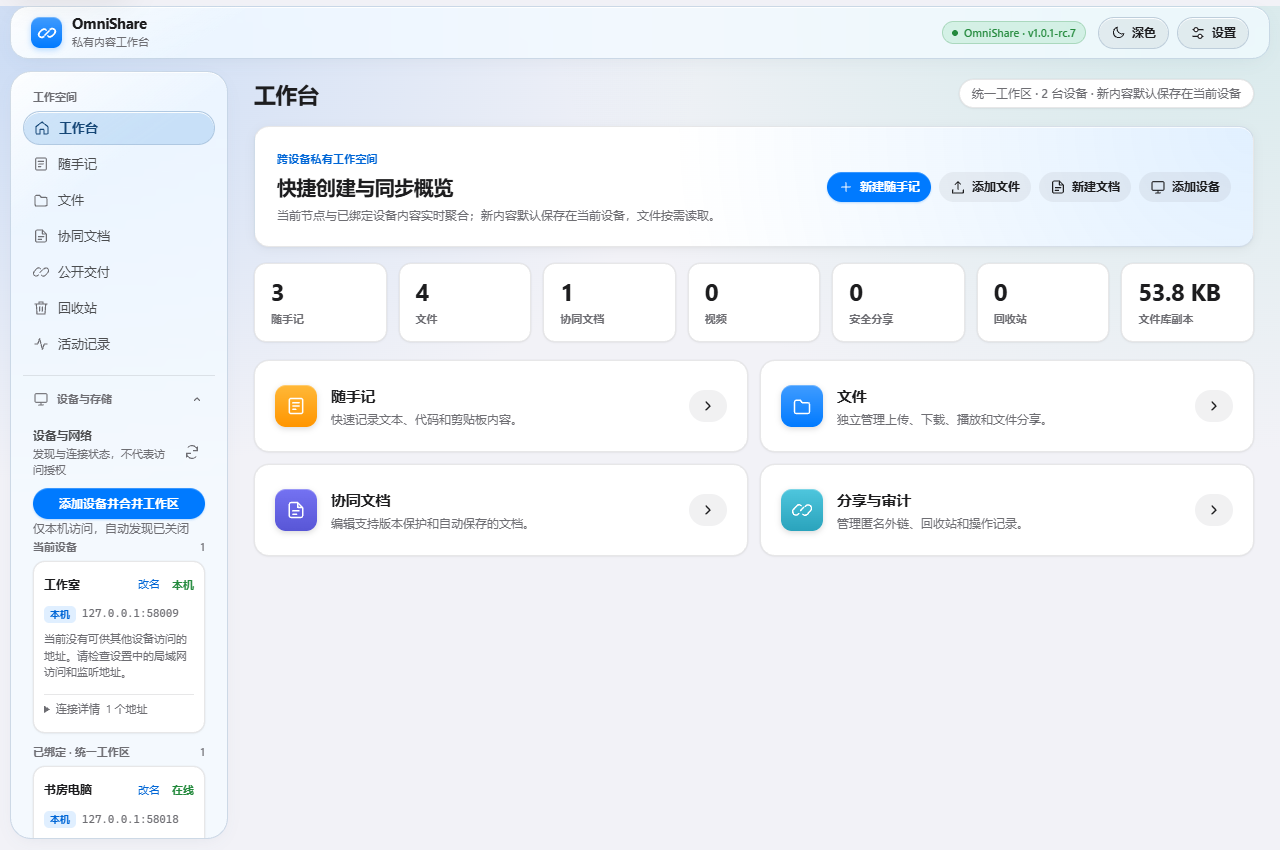 OmniShare
私有内容工作台
OmniShare · v1.0.1-rc.7
深色
设置
工作空间
工作台
随手记
文件
协同文档
公开交付
回收站
活动记录
设备与存储
设备与网络
发现与连接状态，不代表访
问授权
添加设备并合并工作区
仅本机访问，自动发现已关闭
当前设备 1
工作室 改名 本机
本机 127.0.0.1:58009
当前没有可供其他设备访问的
地址。请检查设置中的局域网
访问和监听地址。
连接详情 1 个地址
已绑定 · 统一工作区 1
书房电脑 改名 在线
本机 127.0.0.1:58018
工作台
统一工作区 · 2 台设备 · 新内容默认保存在当前设备
跨设备私有工作空间
快捷创建与同步概览
当前节点与已绑定设备内容实时聚合；新内容默认保存在当前设备，文件按需读取。
新建随手记
添加文件
新建文档
添加设备
3
随手记
4
文件
1
协同文档
0
视频
0
安全分享
0
回收站
53.8 KB
文件库副本
随手记
快速记录文本、代码和剪贴板内容。
文件
独立管理上传、下载、播放和文件分享。
协同文档
编辑支持版本保护和自动保存的文档。
分享与审计
管理匿名外链、回收站和操作记录。